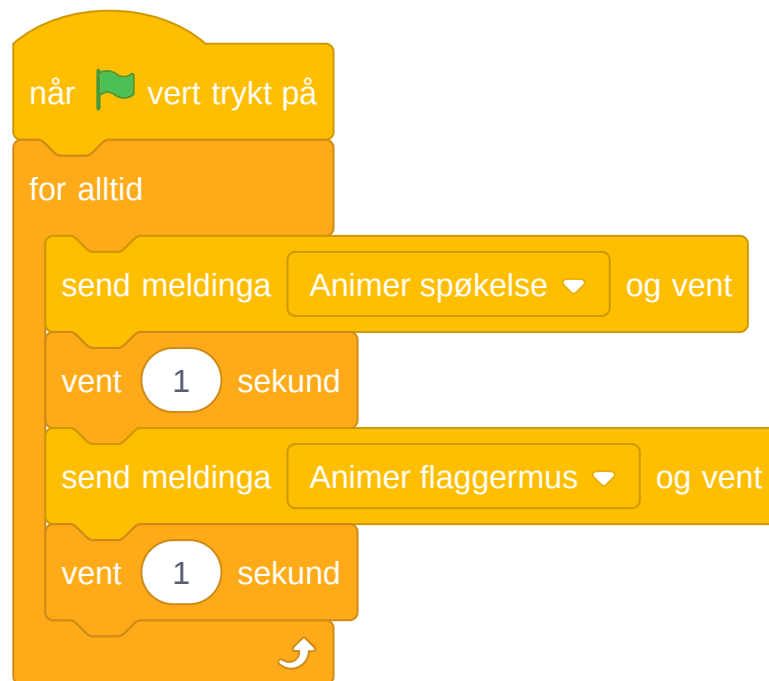 når vert trykt på
for alltid
send meldinga Animer spøkelse og vent
vent 1 sekund
send meldinga Animer flaggermus og vent
vent 1 sekund